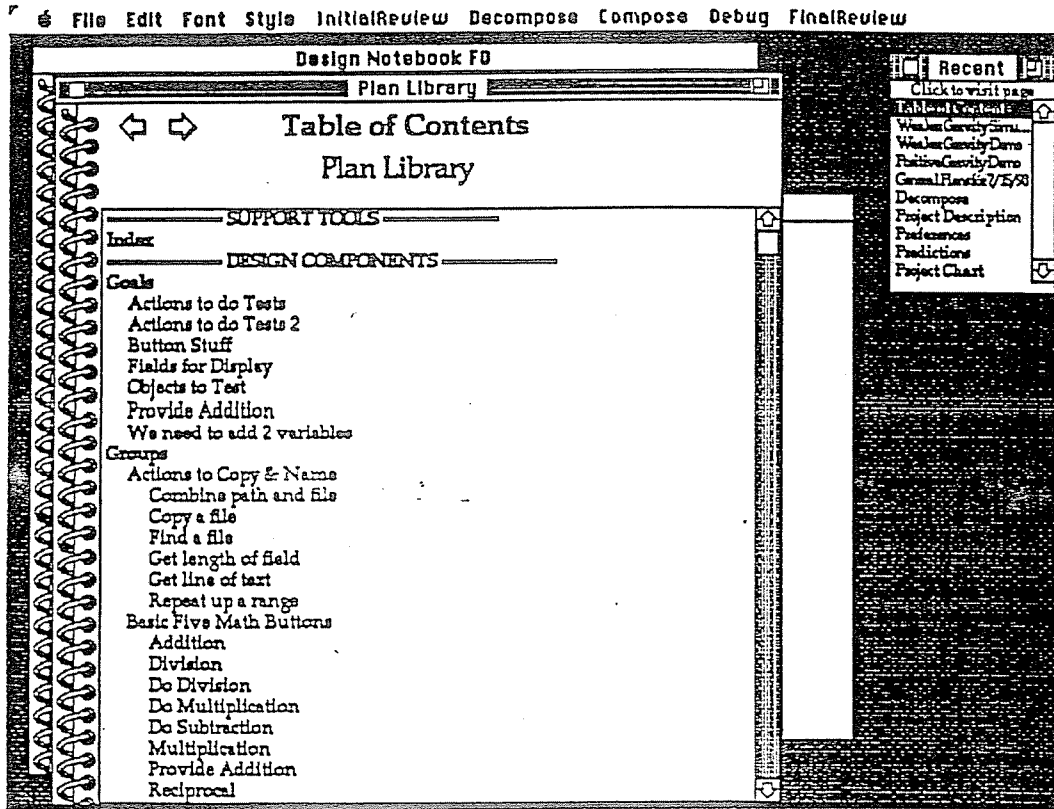 File Edit Font Style InitialReview Decompose Compose Debug FinalReview
Design Notebook F0
Plan Library
Table of Contents
Plan Library
SUPPORT TOOLS
Index
DESIGN COMPONENTS
Goals
Actions to do Tests
Actions to do Tests 2
Button Stuff
Fields for Display
Objects to Test
Provide Addition
We need to add 2 variables
Groups
Actions to Copy & Name
Combine path and file
Copy a file
Find a file
Get length of field
Get line of text
Repeat up a range
Basic Five Math Buttons
Addition
Division
Do Division
Do Multiplication
Do Subtraction
Multiplication
Provide Addition
Reciprocal
Recent
Click to visit page
Table of Contents
WeakerGravitySimu...
WeakerGravityDemo
PositiveGravityDemo
General Plans
Decompose
Project Description
Preferences
Predictions
Project Chart